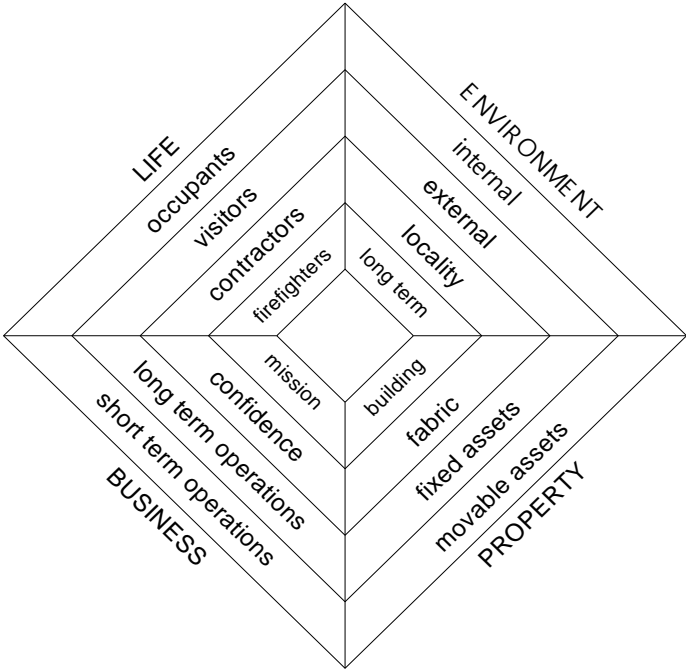 LIFE
occupants
visitors
contractors
firefighters
ENVIRONMENT
internal
external
locality
long term
mission
confidence
long term operations
short term operations
BUSINESS
building
fabric
fixed assets
movable assets
PROPERTY